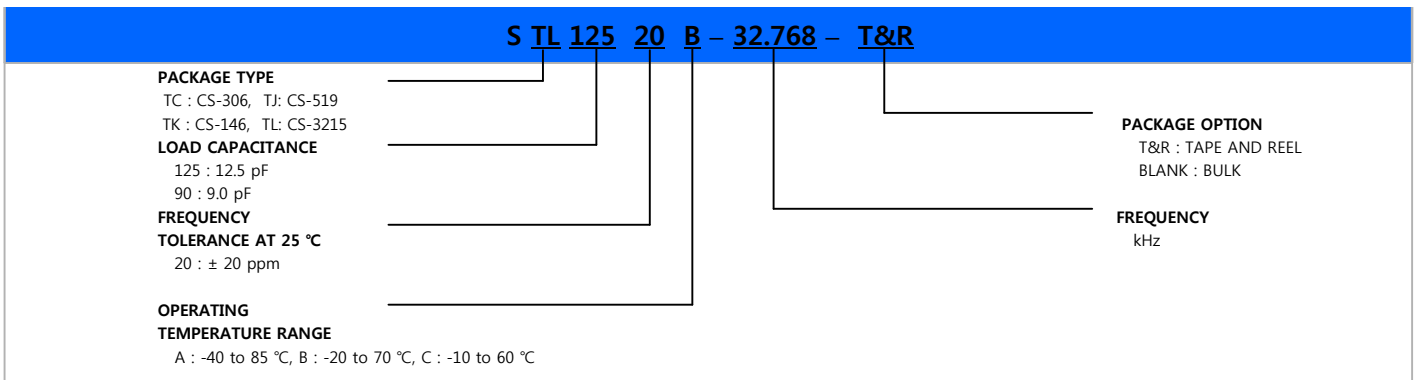 S TL 125 20 B – 32.768 – T&R
PACKAGE TYPE
TC : CS-306, TJ: CS-519
TK : CS-146, TL: CS-3215
LOAD CAPACITANCE
125 : 12.5 pF
90 : 9.0 pF
FREQUENCY
TOLERANCE AT 25 ℃
20 : ± 20 ppm
OPERATING
TEMPERATURE RANGE
A : -40 to 85 ℃, B : -20 to 70 ℃, C : -10 to 60 ℃
PACKAGE OPTION
T&R : TAPE AND REEL
BLANK : BULK
FREQUENCY
kHz